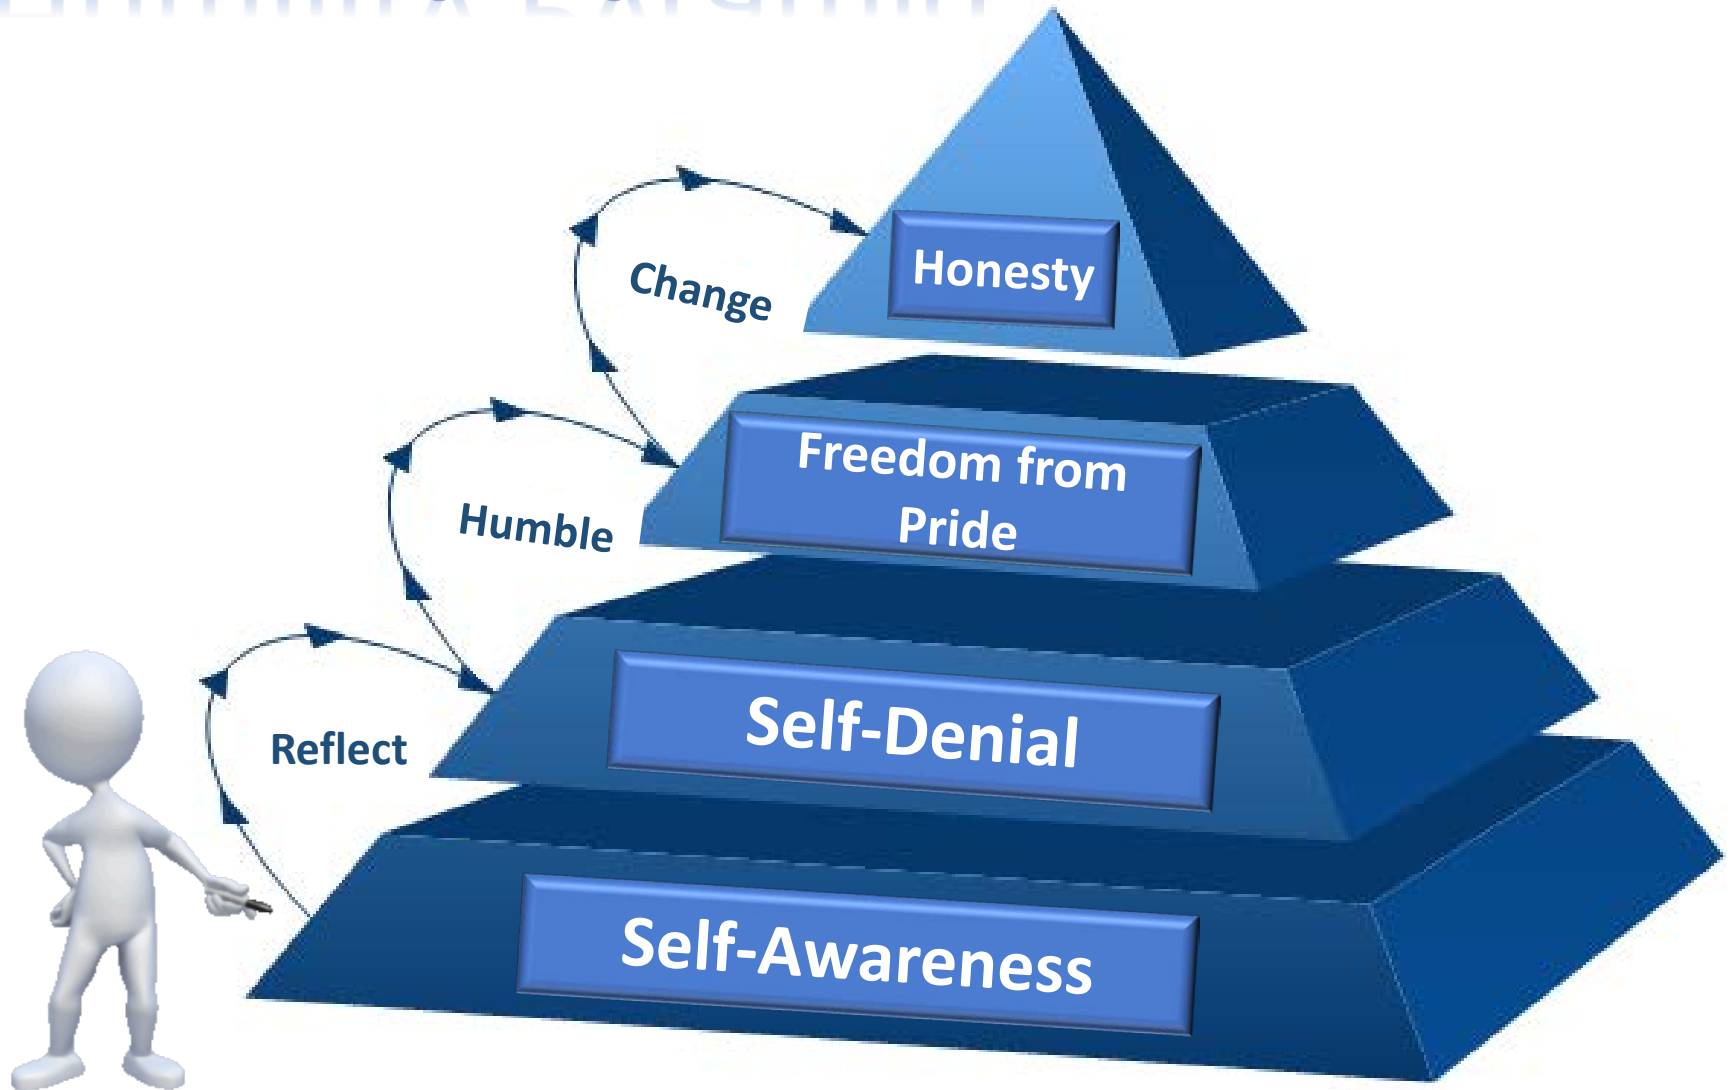 Honesty
Change
Freedom from
Pride
Humble
Self-Denial
Reflect
Self-Awareness